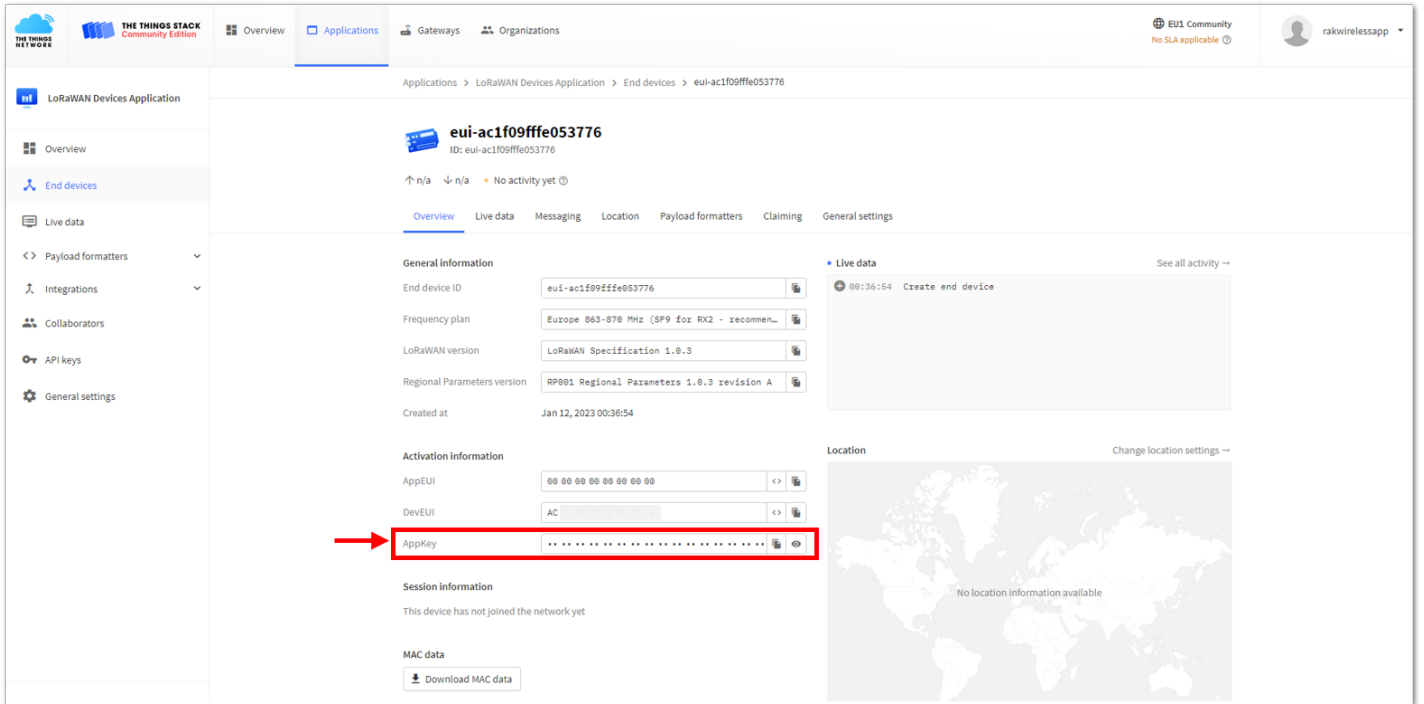 THE THINGS
NETWORK
THE THINGS STACK
Community Edition
Overview
Applications
Gateways
Organizations
EU1 Community
No SLA applicable
rakwirelessapp
LoRaWAN Devices Application
Overview
End devices
Live data
Payload formatters
Integrations
Collaborators
API keys
General settings
Applications > LoRaWAN Devices Application > End devices > eui-ac1f09fffe053776
eui-ac1f09fffe053776
ID: eui-ac1f09fffe053776
↑ n/a ↓ n/a • No activity yet
Overview Live data Messaging Location Payload formatters Claiming General settings
General information
End device ID eui-ac1f09fffe053776
Frequency plan Europe 863-870 MHz (SF9 for RX2 - recommen…
LoRaWAN version LoRaWAN Specification 1.0.3
Regional Parameters version RP001 Regional Parameters 1.0.3 revision A
Created at Jan 12, 2023 00:36:54
Activation information
AppEUI 00 00 00 00 00 00 00 00
DevEUI AC
AppKey •• •• •• •• •• •• •• •• •• •• •• •• •• •• •• ••
Session information
This device has not joined the network yet
MAC data
Download MAC data
• Live data See all activity →
00:36:54 Create end device
Location Change location settings →
No location information available